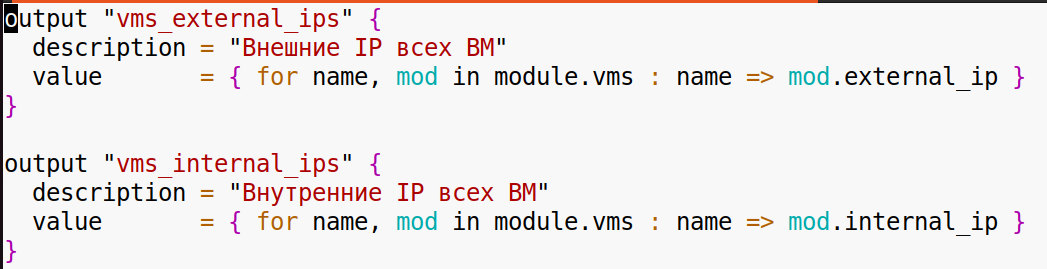 output "vms_external_ips" {
  description = "Внешние IP всех ВМ"
  value       = { for name, mod in module.vms : name => mod.external_ip }
}

output "vms_internal_ips" {
  description = "Внутренние IP всех ВМ"
  value       = { for name, mod in module.vms : name => mod.internal_ip }
}